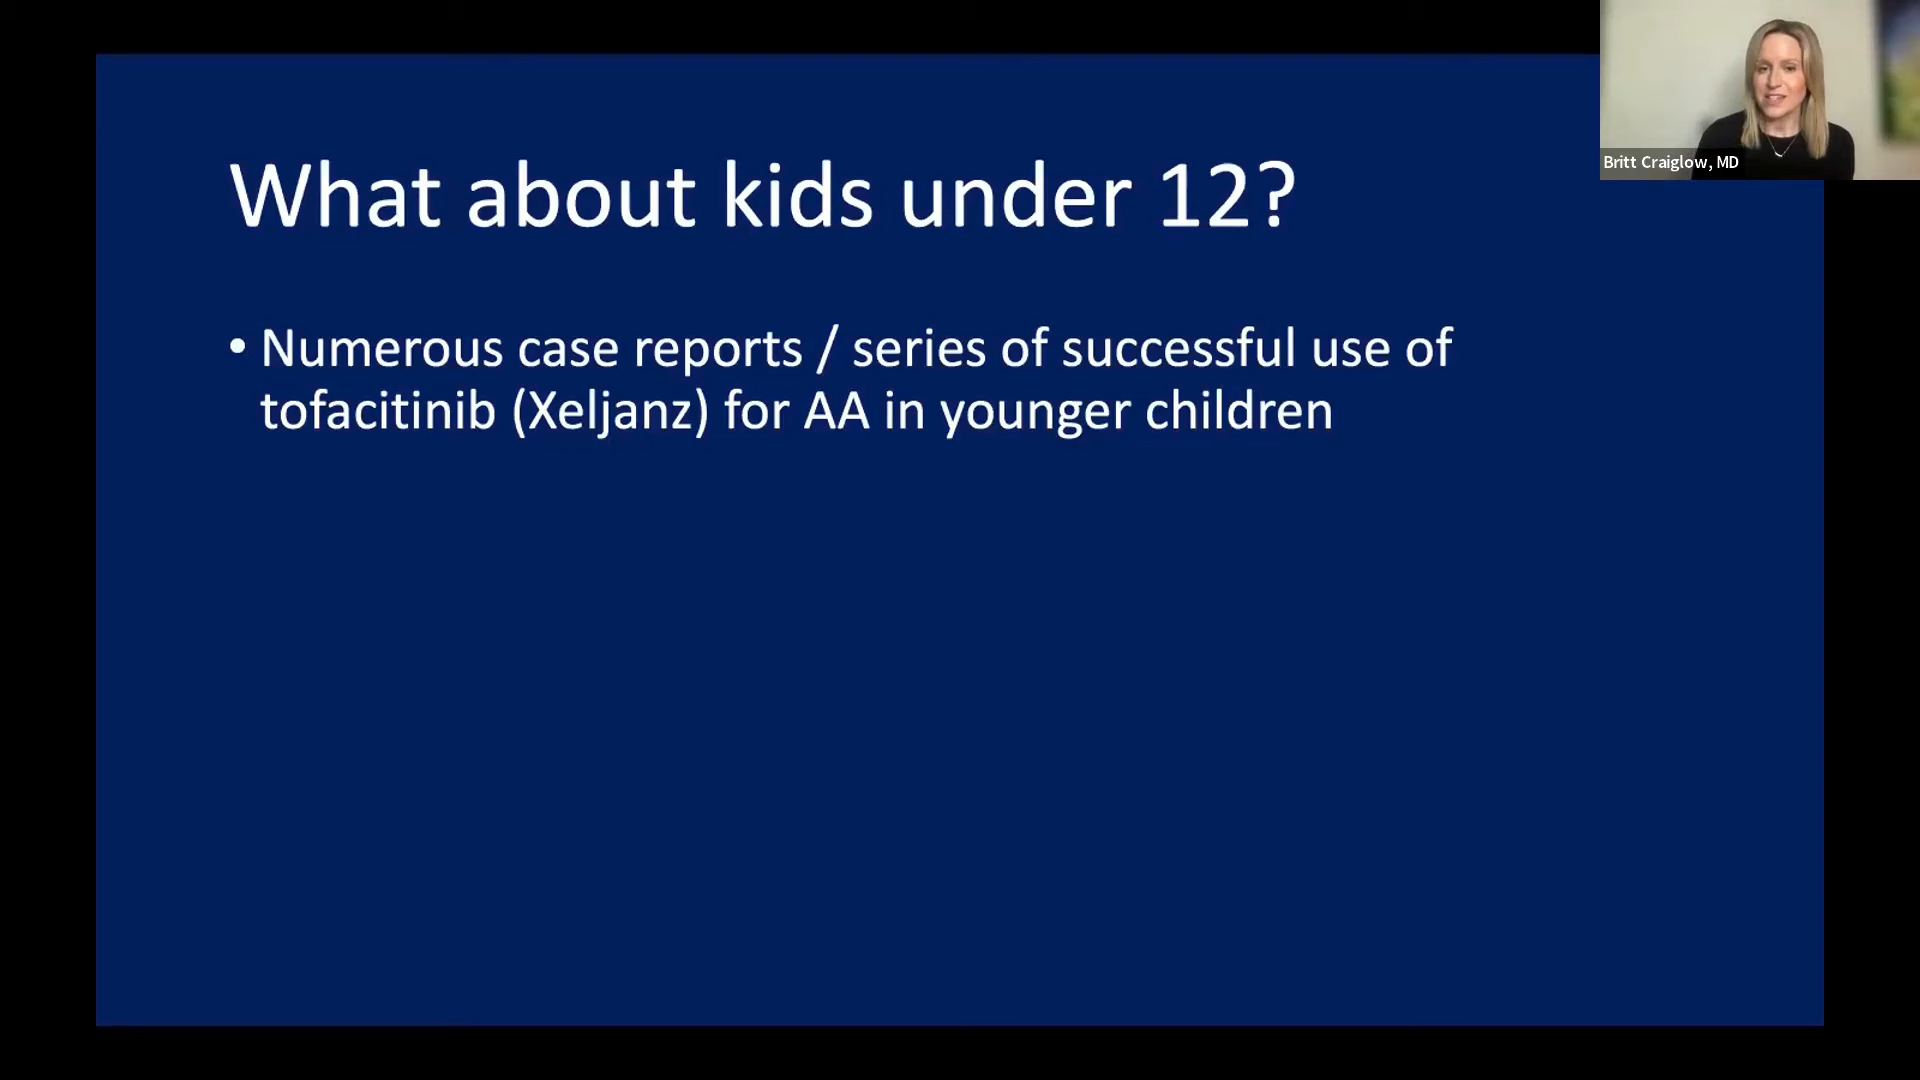 What about kids under 12?
• Numerous case reports / series of successful use of
tofacitinib (Xeljanz) for AA in younger children
Britt Craiglow, MD